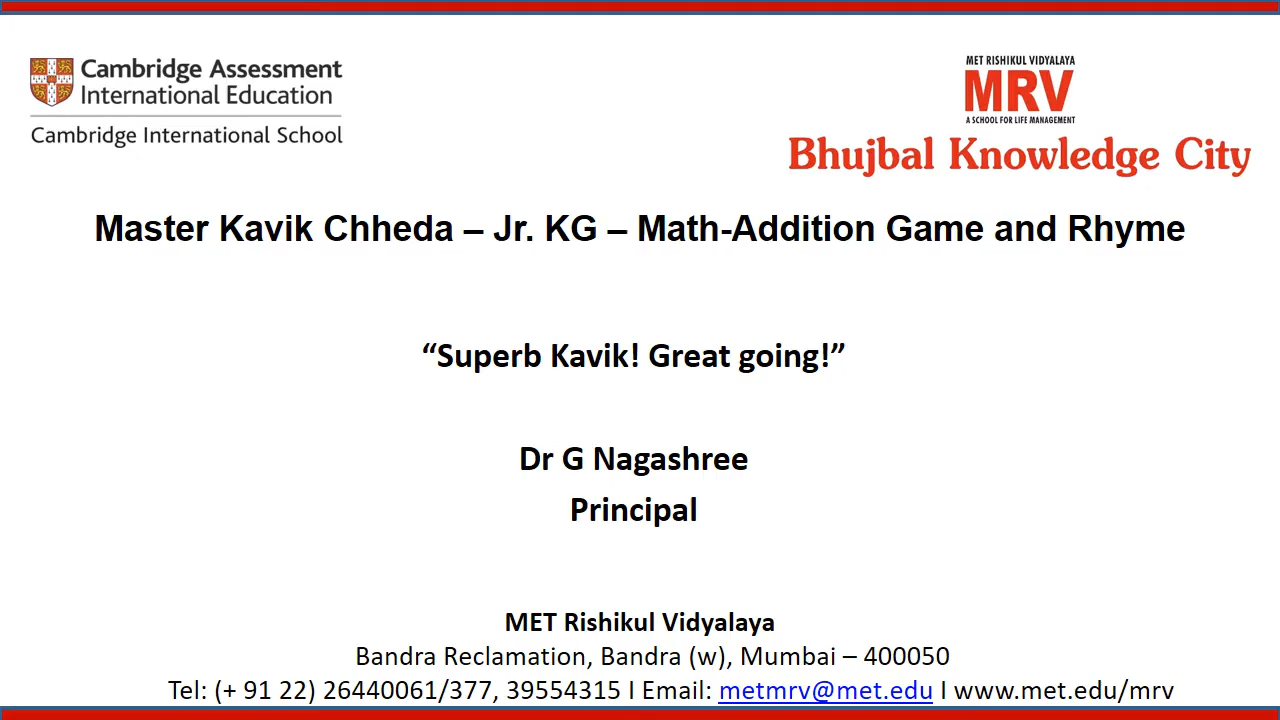 Cambridge Assessment
International Education
Cambridge International School
MET RISHIKUL VIDYALAYA
MRV
A SCHOOL FOR LIFE MANAGEMENT
Bhujbal Knowledge City
Master Kavik Chheda – Jr. KG – Math-Addition Game and Rhyme
“Superb Kavik! Great going!”
Dr G Nagashree
Principal
MET Rishikul Vidyalaya
Bandra Reclamation, Bandra (w), Mumbai – 400050
Tel: (+ 91 22) 26440061/377, 39554315 I Email: metmrv@met.edu I www.met.edu/mrv